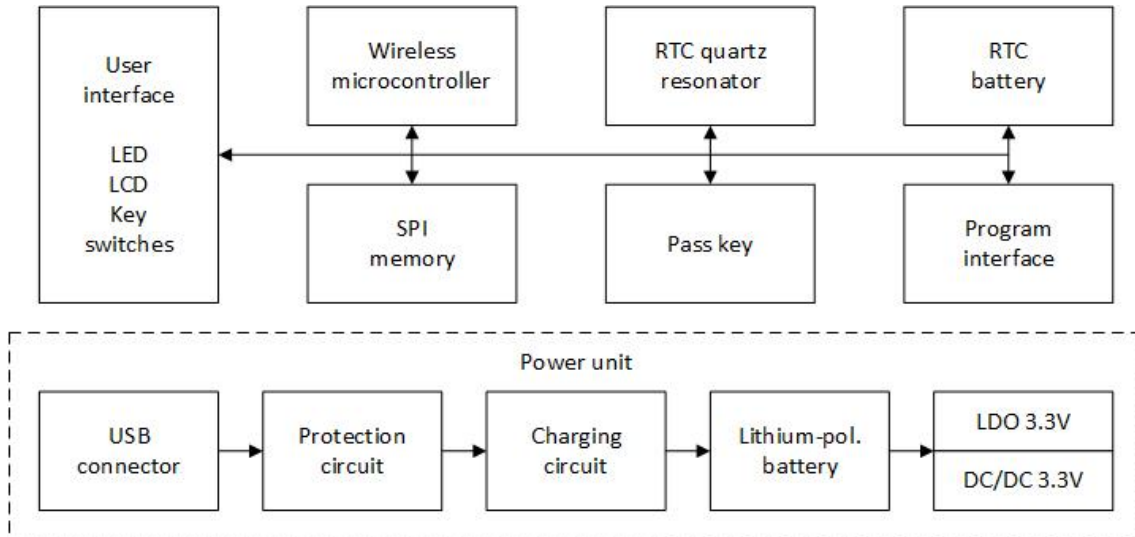 User
interface
LED
LCD
Key
switches
Wireless
microcontroller
RTC quartz
resonator
RTC
battery
SPI
memory
Pass key
Program
interface
Power unit
USB
connector
Protection
circuit
Charging
circuit
Lithium-pol.
battery
LDO 3.3V
DC/DC 3.3V